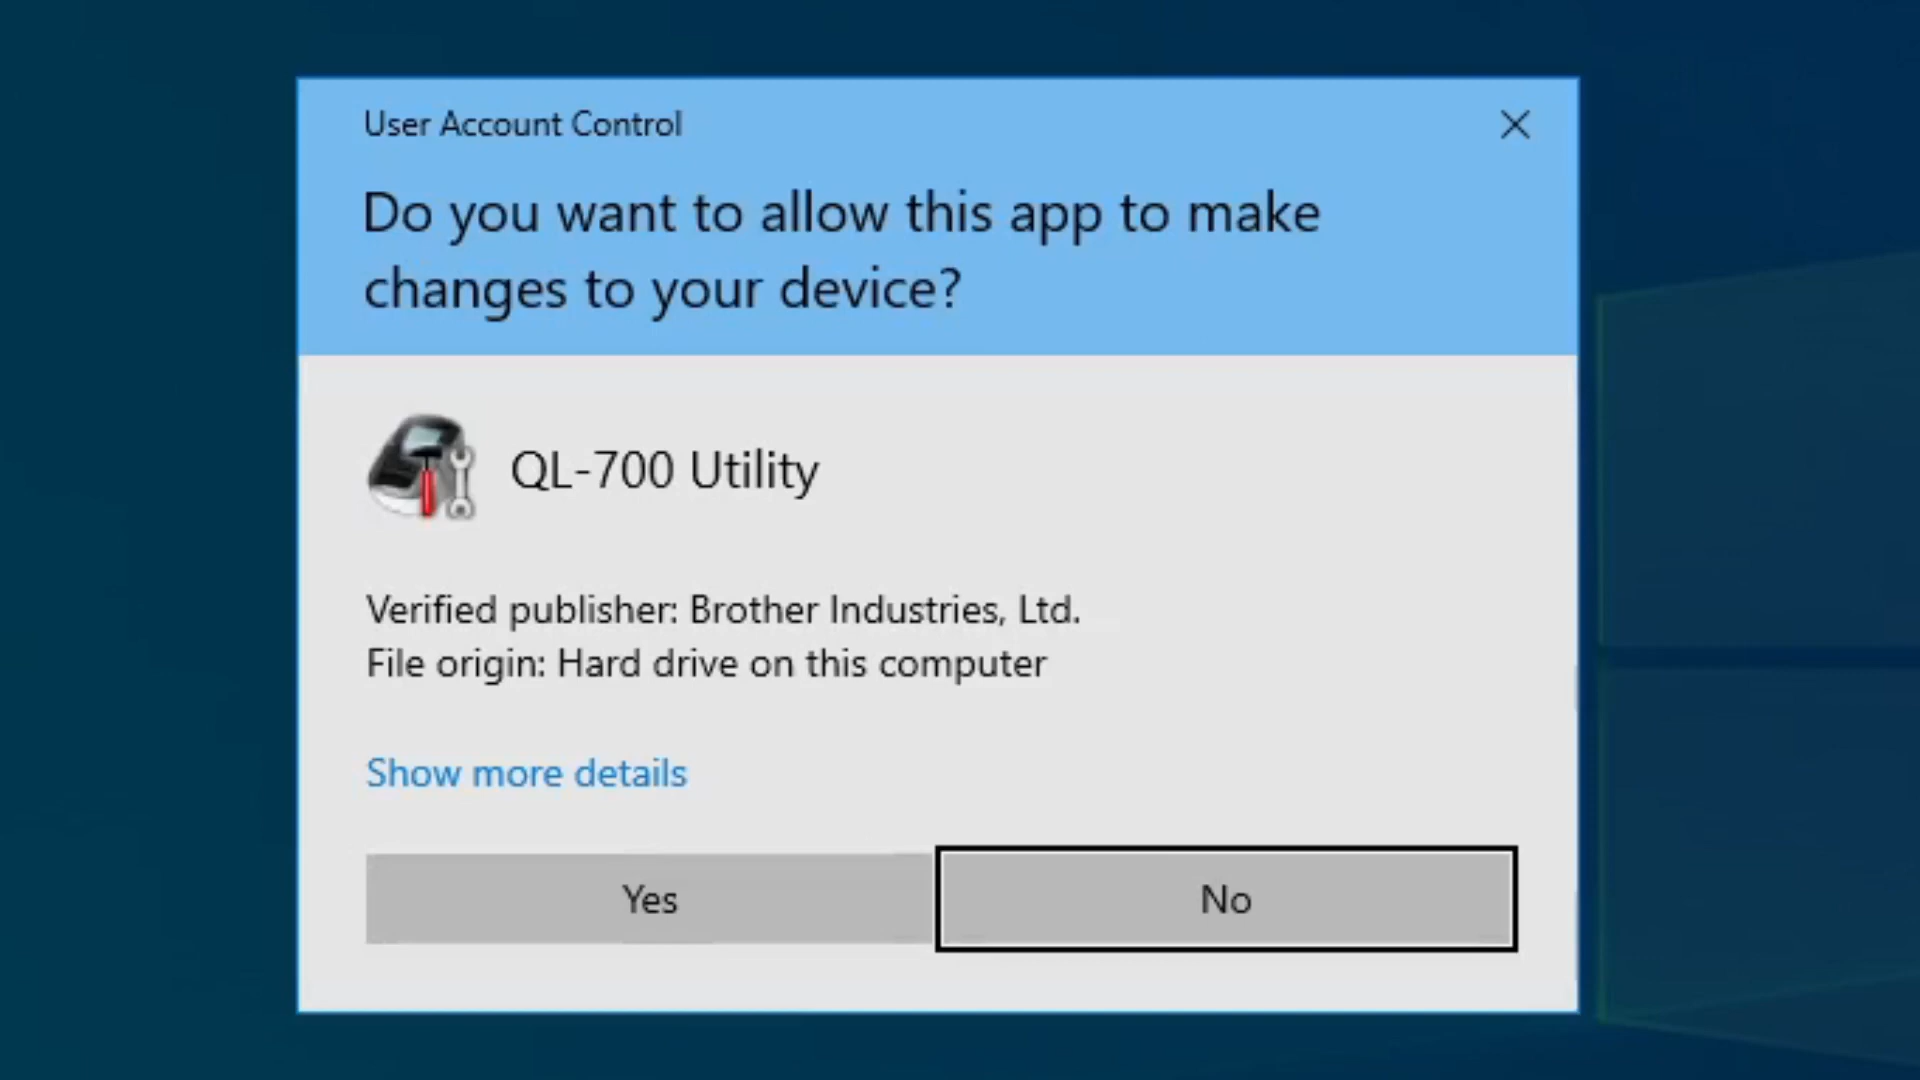 User Account Control
Do you want to allow this app to make
changes to your device?
QL-700 Utility
Verified publisher: Brother Industries, Ltd.
File origin: Hard drive on this computer
Show more details
Yes
No